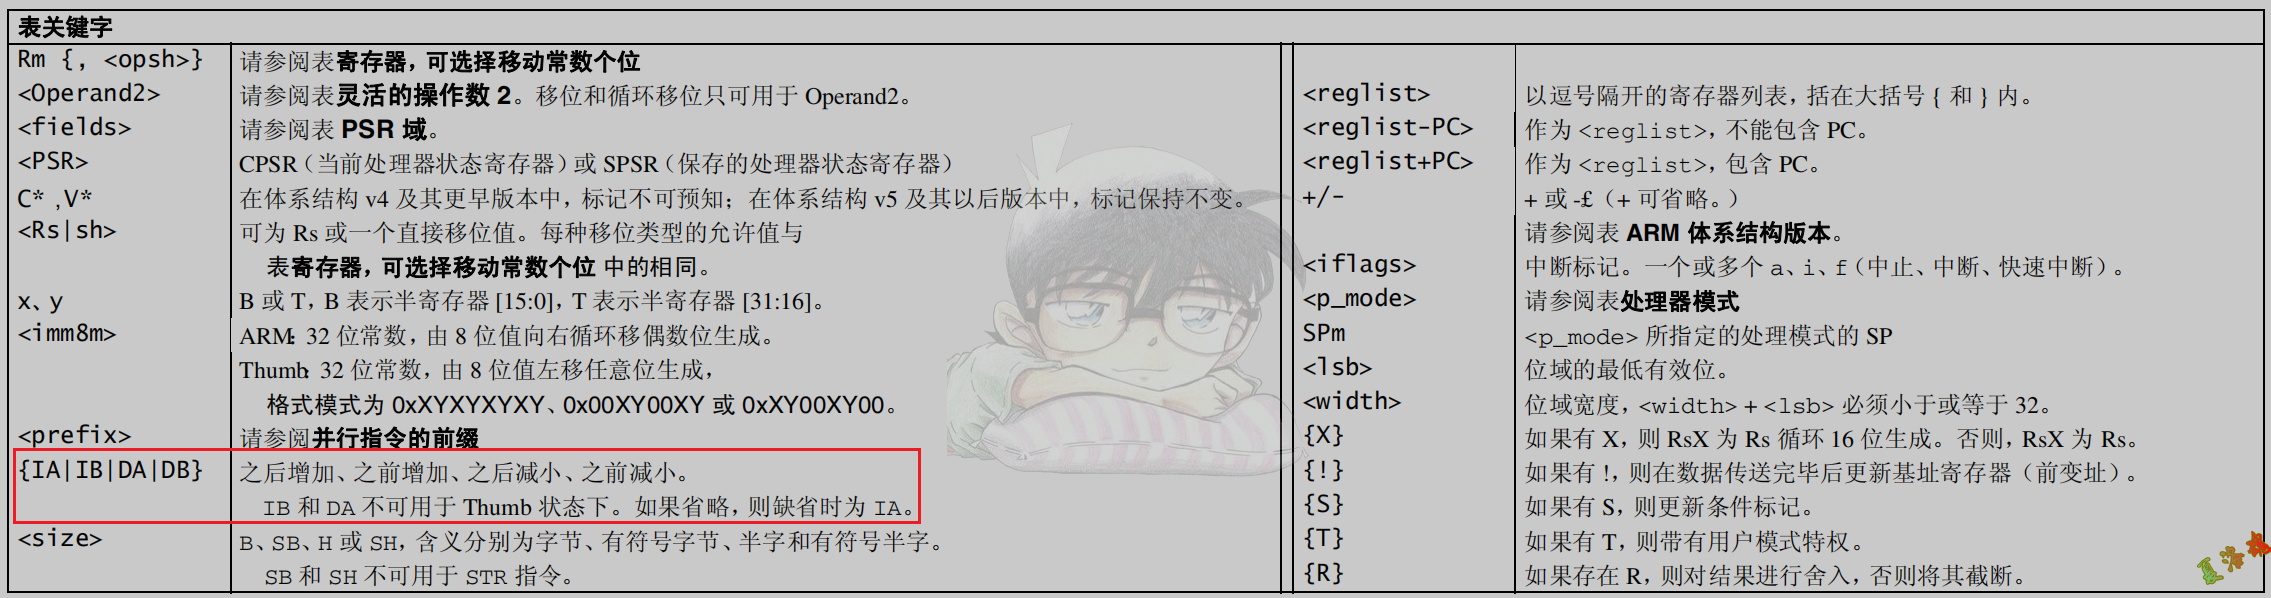 表关键字
Rm {, <opsh>} 请参阅表寄存器，可选择移动常数个位
<Operand2> 请参阅表灵活的操作数 2。移位和循环移位只可用于 Operand2。
<fields> 请参阅表 PSR 域。
<PSR> CPSR（当前处理器状态寄存器）或 SPSR（保存的处理器状态寄存器）
C* ,V* 在体系结构 v4 及其更早版本中，标记不可预知；在体系结构 v5 及其以后版本中，标记保持不变。
<Rs|sh> 可为 Rs 或一个直接移位值。每种移位类型的允许值与
表寄存器，可选择移动常数个位 中的相同。
x、y B 或 T，B 表示半寄存器 [15:0]，T 表示半寄存器 [31:16]。
<imm8m> ARM：32 位常数，由 8 位值向右循环移偶数位生成。
Thumb：32 位常数，由 8 位值左移任意位生成，
格式模式为 0xXYXYXYXY、0x00XY00XY 或 0xXY00XY00。
<prefix> 请参阅并行指令的前缀
{IA|IB|DA|DB} 之后增加、之前增加、之后减小、之前减小。
IB 和 DA 不可用于 Thumb 状态下。如果省略，则缺省时为 IA。
<size> B、SB、H 或 SH，含义分别为字节、有符号字节、半字和有符号半字。
SB 和 SH 不可用于 STR 指令。
<reglist> 以逗号隔开的寄存器列表，括在大括号 { 和 } 内。
<reglist-PC> 作为 <reglist>，不能包含 PC。
<reglist+PC> 作为 <reglist>，包含 PC。
+/- + 或 -£（+ 可省略。）
请参阅表 ARM 体系结构版本。
<iflags> 中断标记。一个或多个 a、i、f（中止、中断、快速中断）。
<p_mode> 请参阅表处理器模式
SPm <p_mode> 所指定的处理模式的 SP
<lsb> 位域的最低有效位。
<width> 位域宽度，<width> + <lsb> 必须小于或等于 32。
{X} 如果有 X，则 RsX 为 Rs 循环 16 位生成。否则，RsX 为 Rs。
{!} 如果有 !，则在数据传送完毕后更新基址寄存器（前变址）。
{S} 如果有 S，则更新条件标记。
{T} 如果有 T，则带有用户模式特权。
{R} 如果存在 R，则对结果进行舍入，否则将其截断。